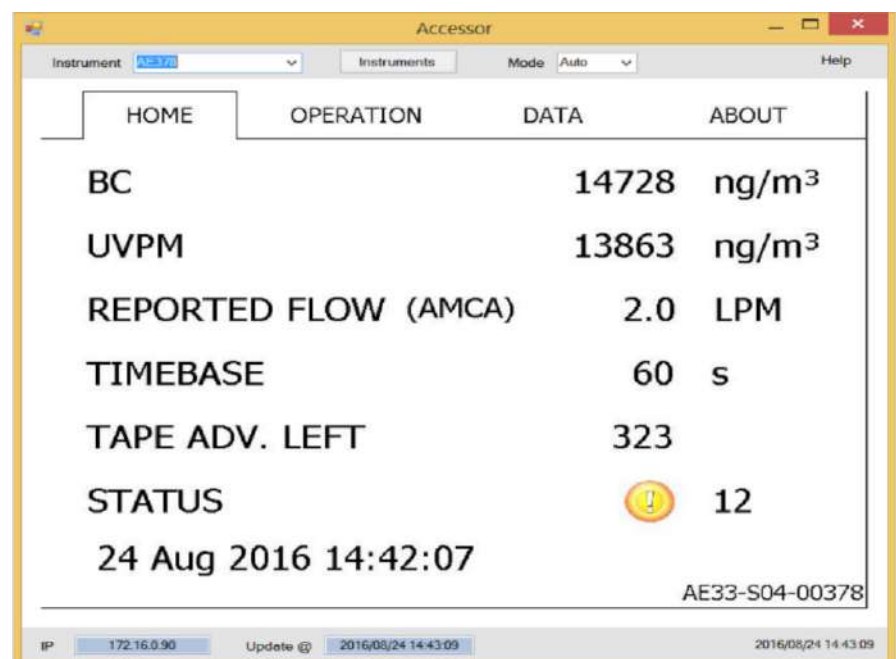 Accessor
Instrument AE378 Instruments Mode Auto Help
HOME OPERATION DATA ABOUT
BC 14728 ng/m³
UVPM 13863 ng/m³
REPORTED FLOW (AMCA) 2.0 LPM
TIMEBASE 60 s
TAPE ADV. LEFT 323
STATUS ! 12
24 Aug 2016 14:42:07
AE33-S04-00378
IP 172.16.0.90 Update @ 2016/08/24 14:43:09 2016/08/24 14:43:09